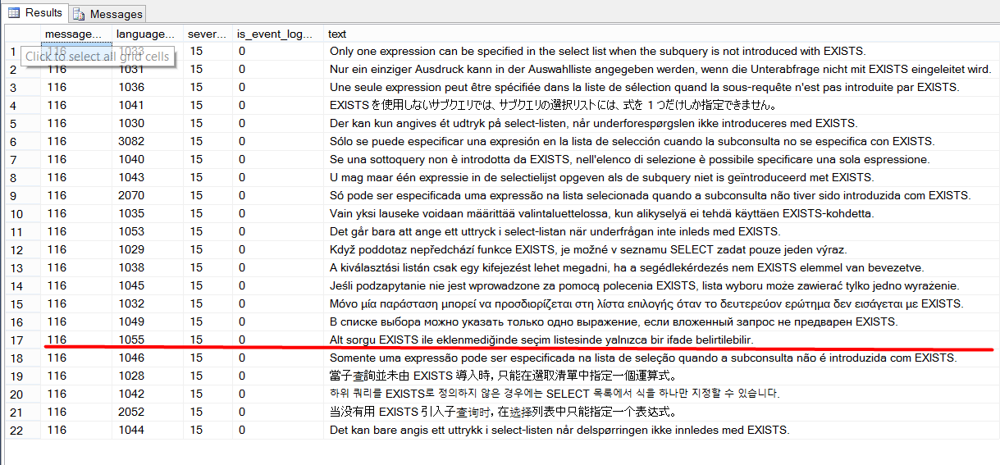 Results Messages
message... language... sever... is_event_log... text
1 116 1033 15 0 Only one expression can be specified in the select list when the subquery is not introduced with EXISTS.
Click to select all grid cells
2 116 1031 15 0 Nur ein einziger Ausdruck kann in der Auswahlliste angegeben werden, wenn die Unterabfrage nicht mit EXISTS eingeleitet wird.
3 116 1036 15 0 Une seule expression peut être spécifiée dans la liste de sélection quand la sous-requête n'est pas introduite par EXISTS.
4 116 1041 15 0 EXISTS を使用しないサブクエリでは、サブクエリの選択リストには、式を 1 つだけしか指定できません。
5 116 1030 15 0 Der kan kun angives ét udtryk på select-listen, når underforespørgslen ikke introduceres med EXISTS.
6 116 3082 15 0 Sólo se puede especificar una expresión en la lista de selección cuando la subconsulta no se especifica con EXISTS.
7 116 1040 15 0 Se una sottoquery non è introdotta da EXISTS, nell'elenco di selezione è possibile specificare una sola espressione.
8 116 1043 15 0 U mag maar één expressie in de selectielijst opgeven als de subquery niet is geïntroduceerd met EXISTS.
9 116 2070 15 0 Só pode ser especificada uma expressão na lista selecionada quando a subconsulta não tiver sido introduzida com EXISTS.
10 116 1035 15 0 Vain yksi lauseke voidaan määrittää valintaluettelossa, kun alikyselyä ei tehdä käyttäen EXISTS-kohdetta.
11 116 1053 15 0 Det går bara att ange ett uttryck i select-listan när underfrågan inte inleds med EXISTS.
12 116 1029 15 0 Když poddotaz nepředchází funkce EXISTS, je možné v seznamu SELECT zadat pouze jeden výraz.
13 116 1038 15 0 A kiválasztási listán csak egy kifejezést lehet megadni, ha a segédlekérdezés nem EXISTS elemmel van bevezetve.
14 116 1045 15 0 Jeśli podzapytanie nie jest wprowadzone za pomocą polecenia EXISTS, lista wyboru może zawierać tylko jedno wyrażenie.
15 116 1032 15 0 Μόνο μία παράσταση μπορεί να προσδιορίζεται στη λίστα επιλογής όταν το δευτερεύον ερώτημα δεν εισάγεται με EXISTS.
16 116 1049 15 0 В списке выбора можно указать только одно выражение, если вложенный запрос не предварен EXISTS.
17 116 1055 15 0 Alt sorgu EXISTS ile eklenmediğinde seçim listesinde yalnızca bir ifade belirtilebilir.
18 116 1046 15 0 Somente uma expressão pode ser especificada na lista de seleção quando a subconsulta não é introduzida com EXISTS.
19 116 1028 15 0 當子查詢並未由 EXISTS 導入時，只能在選取清單中指定一個運算式。
20 116 1042 15 0 하위 쿼리를 EXISTS로 정의하지 않은 경우에는 SELECT 목록에서 식을 하나만 지정할 수 있습니다.
21 116 2052 15 0 当没有用 EXISTS 引入子查询时，在选择列表中只能指定一个表达式。
22 116 1044 15 0 Det kan bare angis ett uttrykk i select-listen når delspørringen ikke innledes med EXISTS.